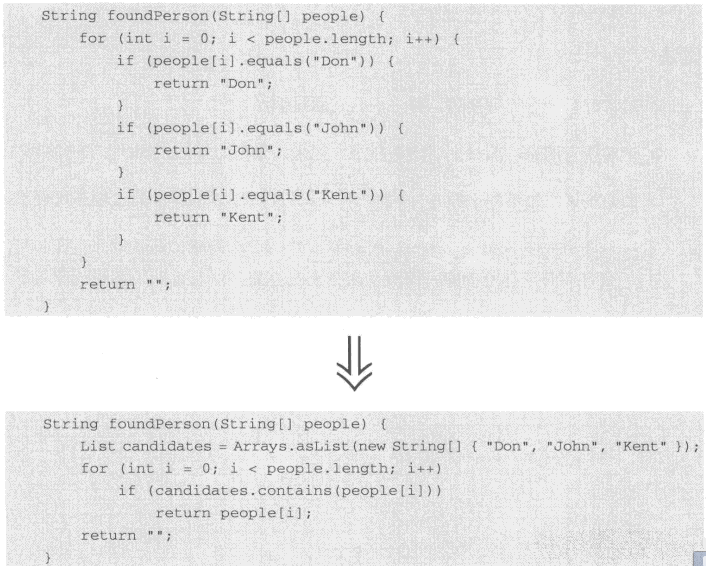 String foundPerson(String[] people) {
    for (int i = 0; i < people.length; i++) {
        if (people[i].equals("Don")) {
            return "Don";
        }
        if (people[i].equals("John")) {
            return "John";
        }
        if (people[i].equals("Kent")) {
            return "Kent";
        }
    }
    return "";
}
String foundPerson(String[] people) {
    List candidates = Arrays.asList(new String[] { "Don", "John", "Kent" });
    for (int i = 0; i < people.length; i++)
        if (candidates.contains(people[i]))
            return people[i];
    return "";
}